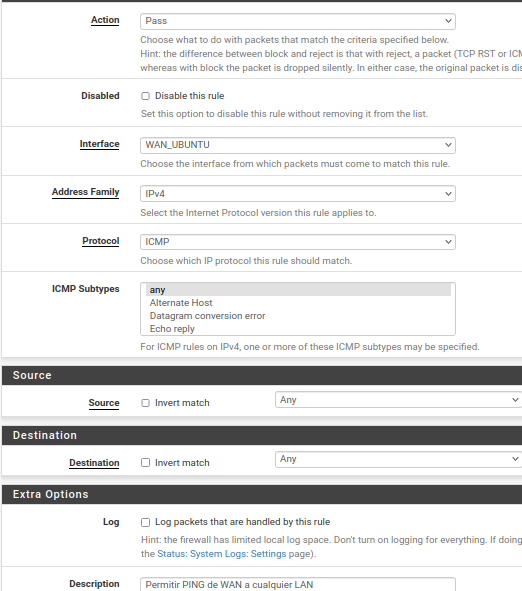 Action
Pass
Choose what to do with packets that match the criteria specified below.
Hint: the difference between block and reject is that with reject, a packet (TCP RST or ICM
whereas with block the packet is dropped silently. In either case, the original packet is dis
Disabled
Disable this rule
Set this option to disable this rule without removing it from the list.
Interface
WAN_UBUNTU
Choose the interface from which packets must come to match this rule.
Address Family
IPv4
Select the Internet Protocol version this rule applies to.
Protocol
ICMP
Choose which IP protocol this rule should match.
ICMP Subtypes
any
Alternate Host
Datagram conversion error
Echo reply
For ICMP rules on IPv4, one or more of these ICMP subtypes may be specified.
Source
Source
Invert match
Any
Destination
Destination
Invert match
Any
Extra Options
Log
Log packets that are handled by this rule
Hint: the firewall has limited local log space. Don't turn on logging for everything. If doing
the Status: System Logs: Settings page).
Description
Permitir PING de WAN a cualquier LAN